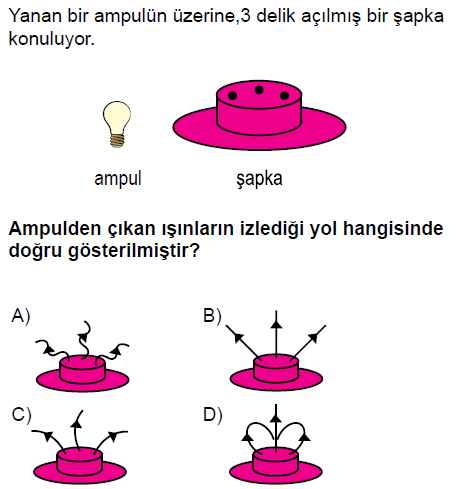 Yanan bir ampulün üzerine,3 delik açılmış bir şapka
konuluyor.
ampul
şapka
Ampulden çıkan ışınların izlediği yol hangisinde
doğru gösterilmiştir?
A)
B)
C)
D)